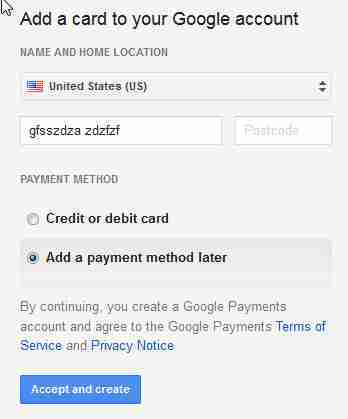 Add a card to your Google account
NAME AND HOME LOCATION
United States (US)
gfsszdza zdzfzf
Postcode
PAYMENT METHOD
Credit or debit card
Add a payment method later
By continuing, you create a Google Payments
account and agree to the Google Payments Terms of
Service and Privacy Notice
Accept and create